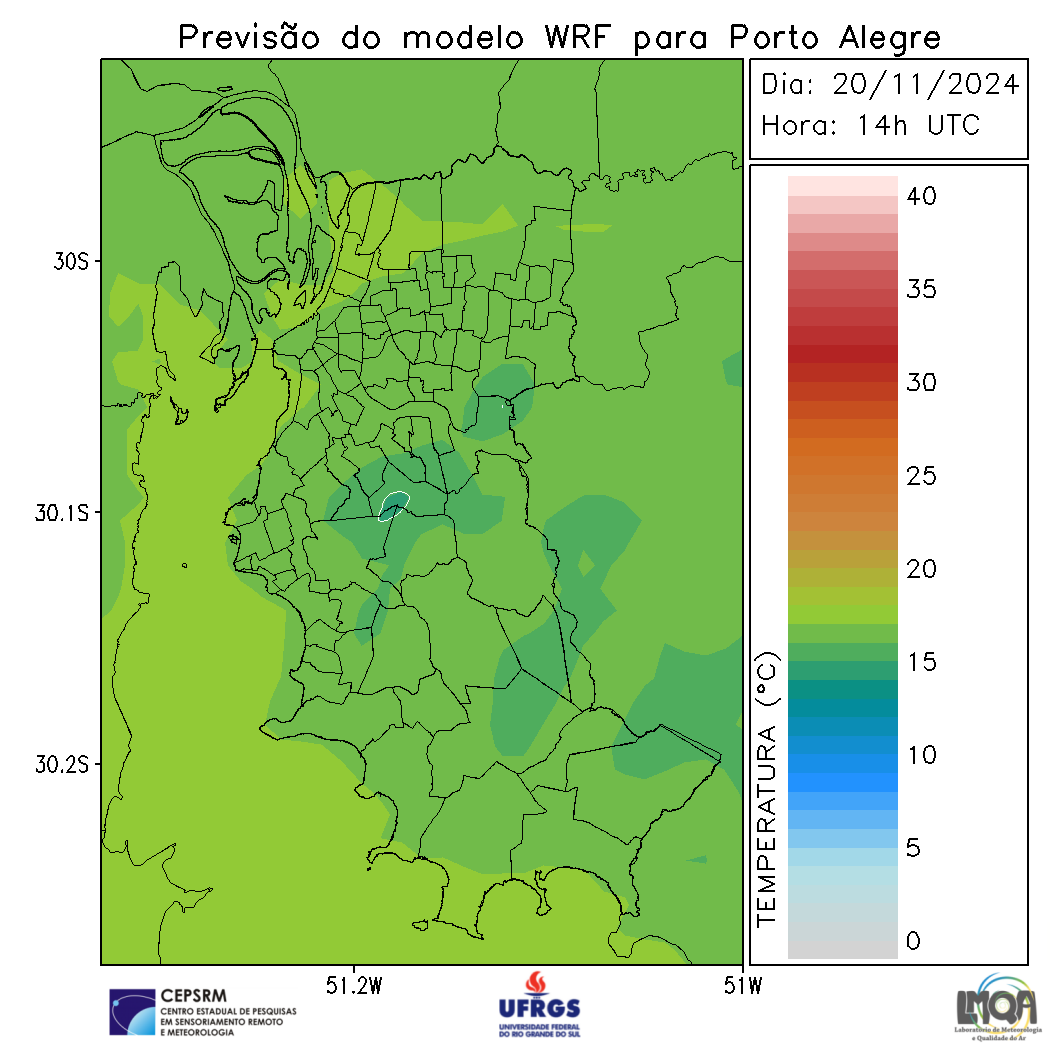 Previsão do modelo WRF para Porto Alegre
Dia: 20/11/2024
Hora: 14h UTC
40
35
30
25
20
15
10
5
0
TEMPERATURA (°C)
30S
30.1S
30.2S
51.2W
51W
CEPSRM
CENTRO ESTADUAL DE PESQUISAS
EM SENSORIAMENTO REMOTO
E METEOROLOGIA
UFRGS
UNIVERSIDADE FEDERAL
DO RIO GRANDE DO SUL
LMQA
Laboratório de Meteorologia
e Qualidade do Ar